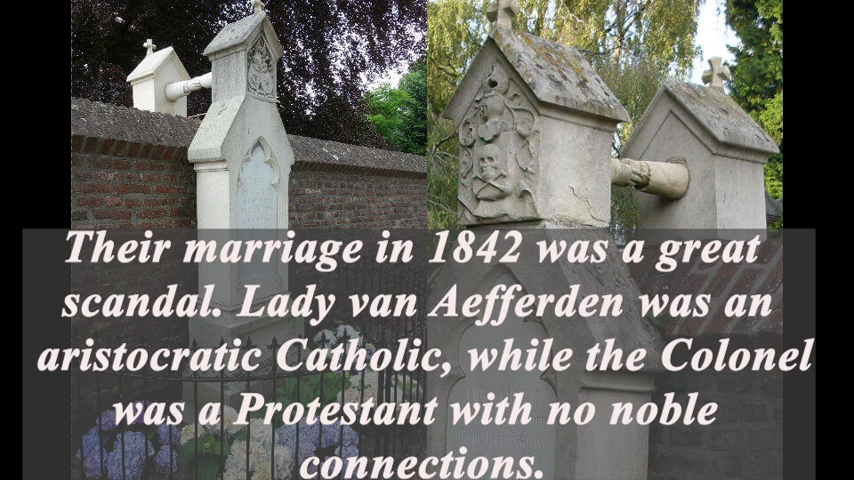 Their marriage in 1842 was a great
scandal. Lady van Aefferden was an
aristocratic Catholic, while the Colonel
was a Protestant with no noble
connections.